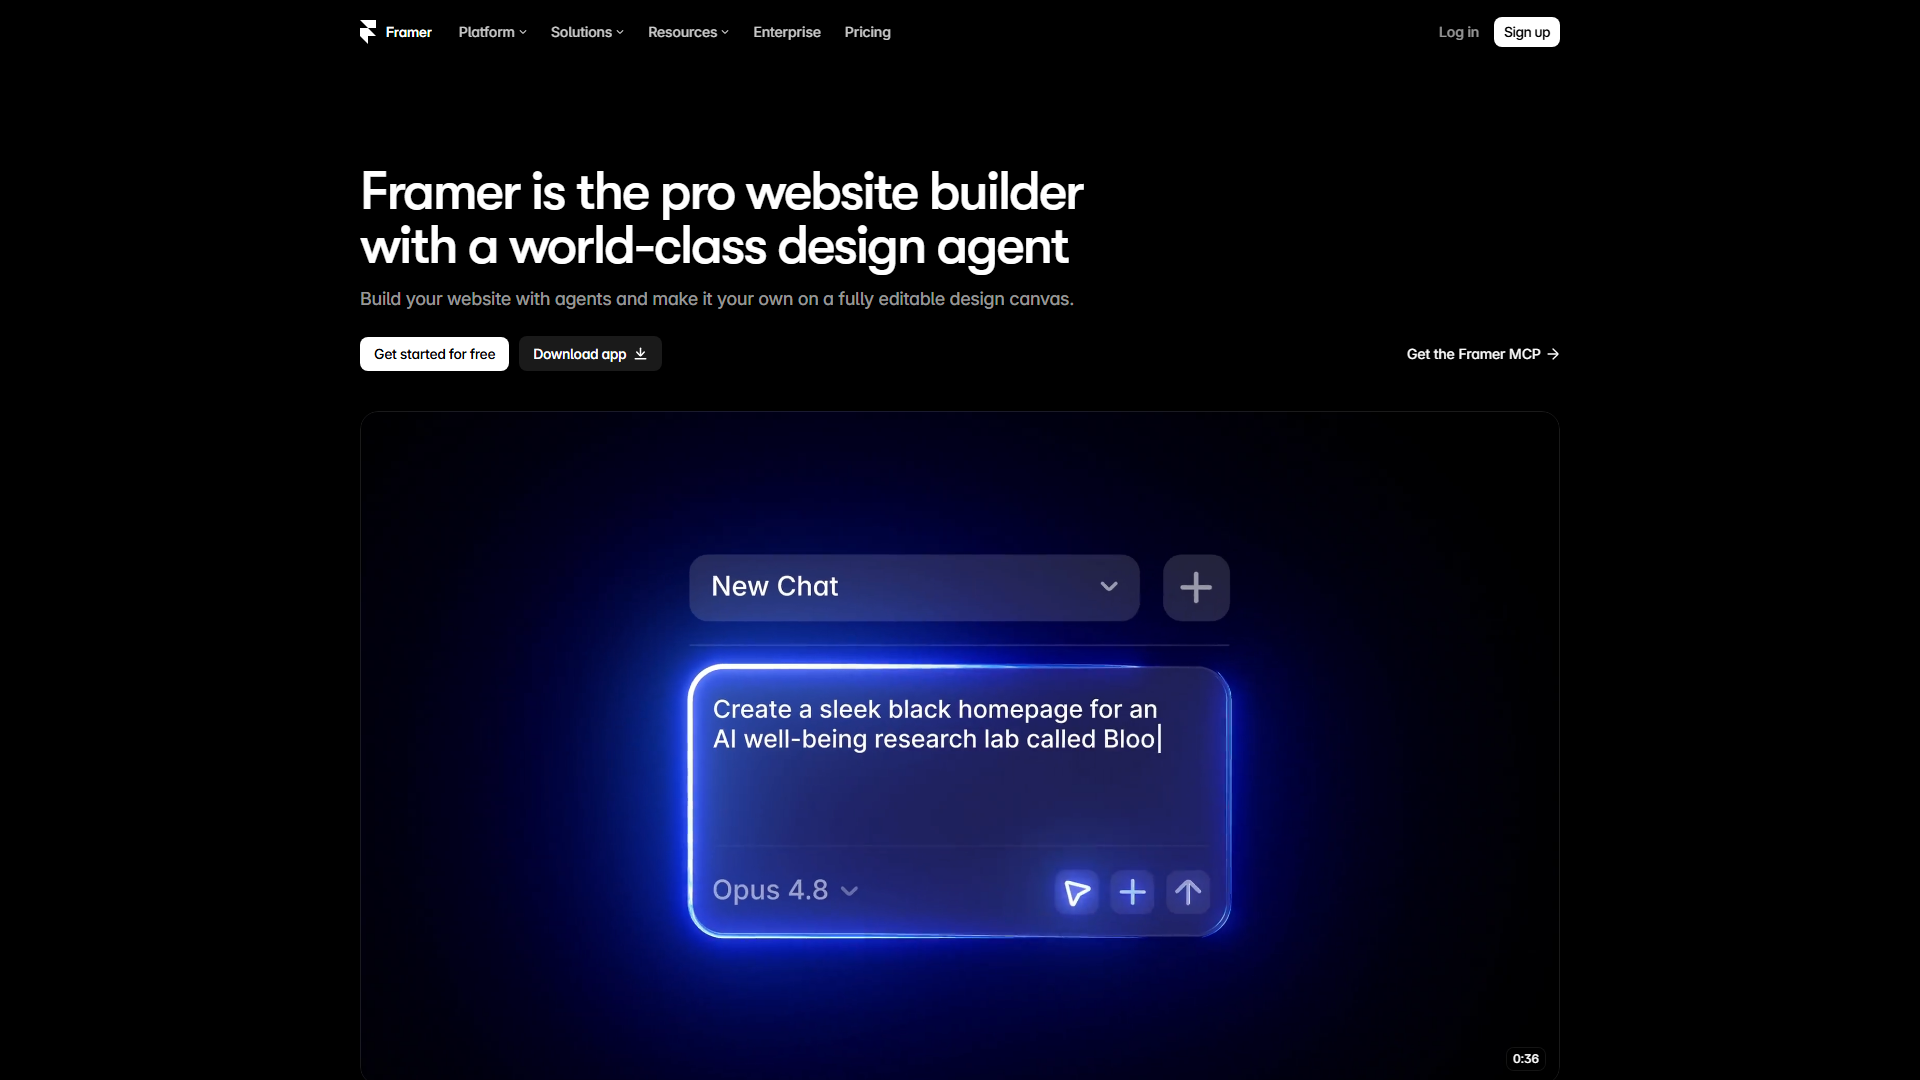 Framer
Platform
Solutions
Resources
Enterprise
Pricing
Log in
Sign up
Framer is the pro website builder
with a world-class design agent
Build your website with agents and make it your own on a fully editable design canvas.
Get started for free
Download app
Get the Framer MCP
New Chat
Create a sleek black homepage for an
AI well-being research lab called Bloo
Opus 4.8
0:36